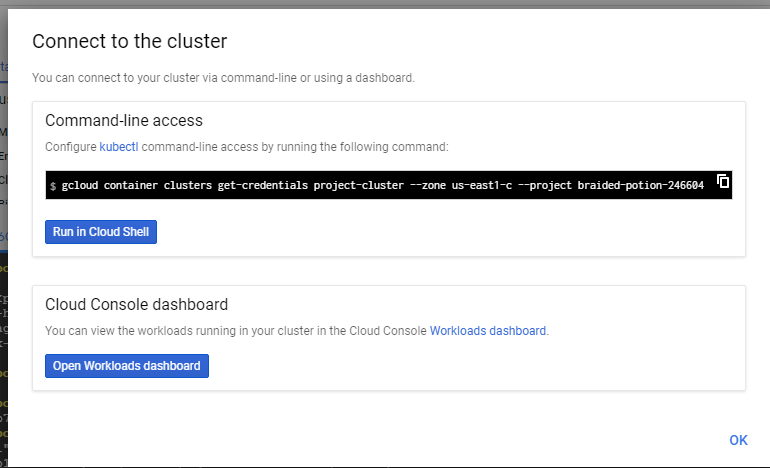 Connect to the cluster
You can connect to your cluster via command-line or using a dashboard.
Command-line access
Configure kubectl command-line access by running the following command:
$ gcloud container clusters get-credentials project-cluster --zone us-east1-c --project braided-potion-246604
Run in Cloud Shell
Cloud Console dashboard
You can view the workloads running in your cluster in the Cloud Console Workloads dashboard.
Open Workloads dashboard
OK